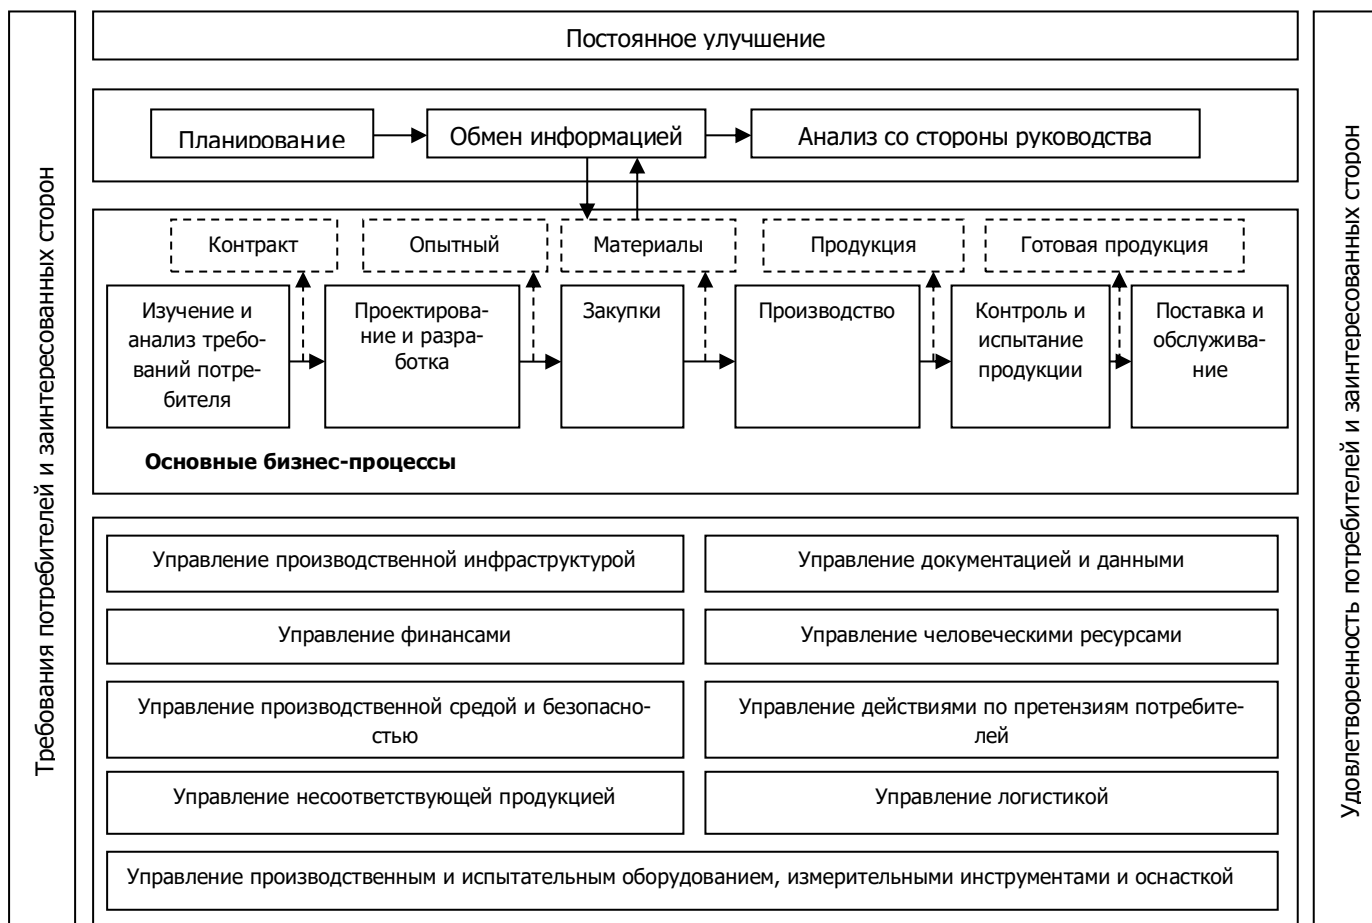 Требования потребителей и заинтересованных сторон
Постоянное улучшение
Планирование
Обмен информацией
Анализ со стороны руководства
Контракт
Опытный
Материалы
Продукция
Готовая продукция
Изучение и
анализ требо-
ваний потре-
бителя
Проектирова-
ние и разра-
ботка
Закупки
Производство
Контроль и
испытание
продукции
Поставка и
обслужива-
ние
Основные бизнес-процессы
Управление производственной инфраструктурой
Управление документацией и данными
Управление финансами
Управление человеческими ресурсами
Управление производственной средой и безопасно-
стью
Управление действиями по претензиям потребите-
лей
Управление несоответствующей продукцией
Управление логистикой
Управление производственным и испытательным оборудованием, измерительными инструментами и оснасткой
Удовлетворенность потребителей и заинтересованных сторон